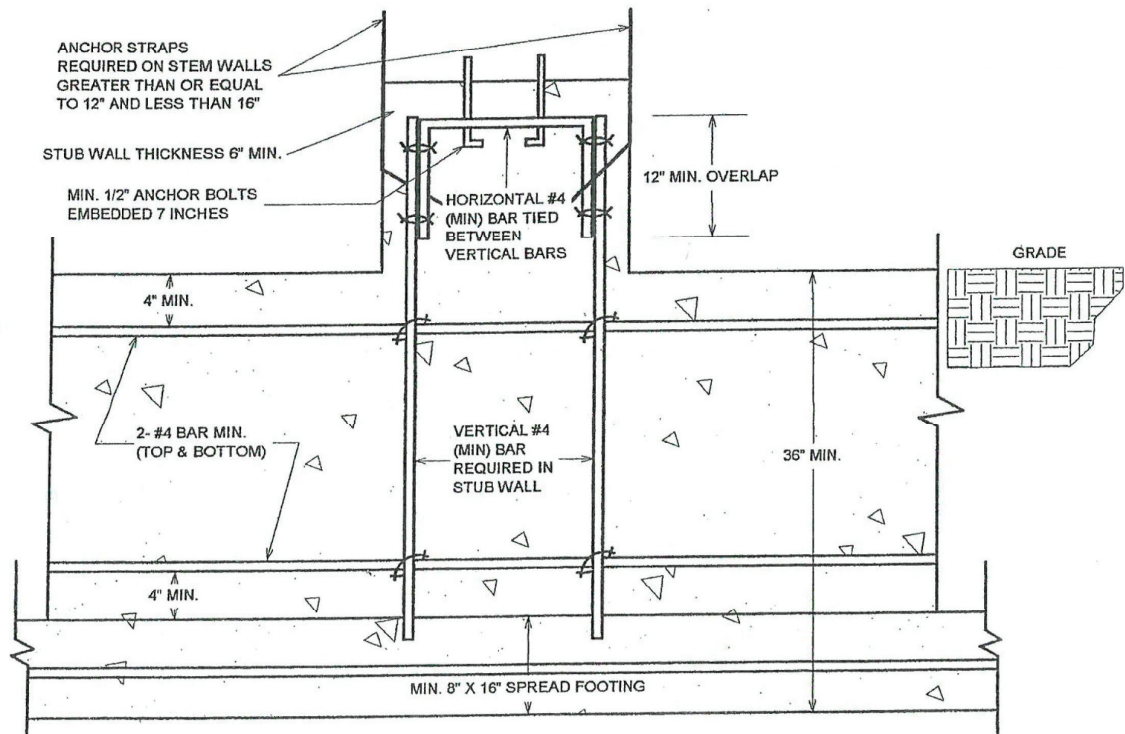 ANCHOR STRAPS
REQUIRED ON STEM WALLS
GREATER THAN OR EQUAL
TO 12" AND LESS THAN 16"
STUB WALL THICKNESS 6" MIN.
MIN. 1/2" ANCHOR BOLTS
EMBEDDED 7 INCHES
HORIZONTAL #4
(MIN) BAR TIED
BETWEEN
VERTICAL BARS
12" MIN. OVERLAP
GRADE
4" MIN.
2- #4 BAR MIN.
(TOP & BOTTOM)
VERTICAL #4
(MIN) BAR
REQUIRED IN
STUB WALL
36" MIN.
4" MIN.
MIN. 8" X 16" SPREAD FOOTING